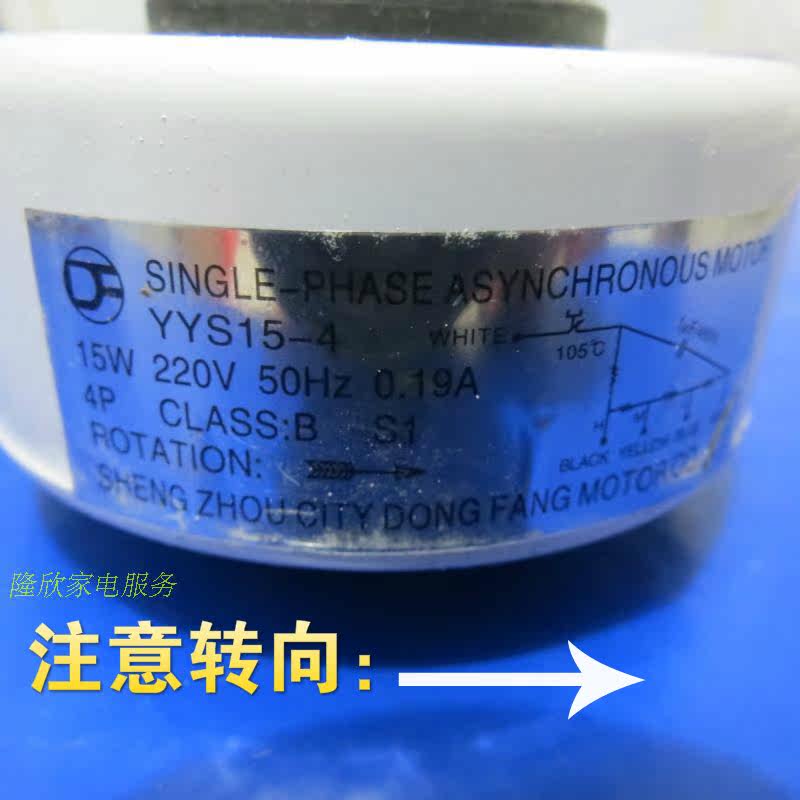 SINGLE-PHASE ASYNCHRONOUS MOTOR
YYS15-4
WHITE
105℃
15W 220V 50Hz 0.19A
4P CLASS:B S1
H
M
BLACK YELLOW
ROTATION:
SHENG ZHOU CITY DONG FANG MOTOR
隆欣家电服务
注意转向: